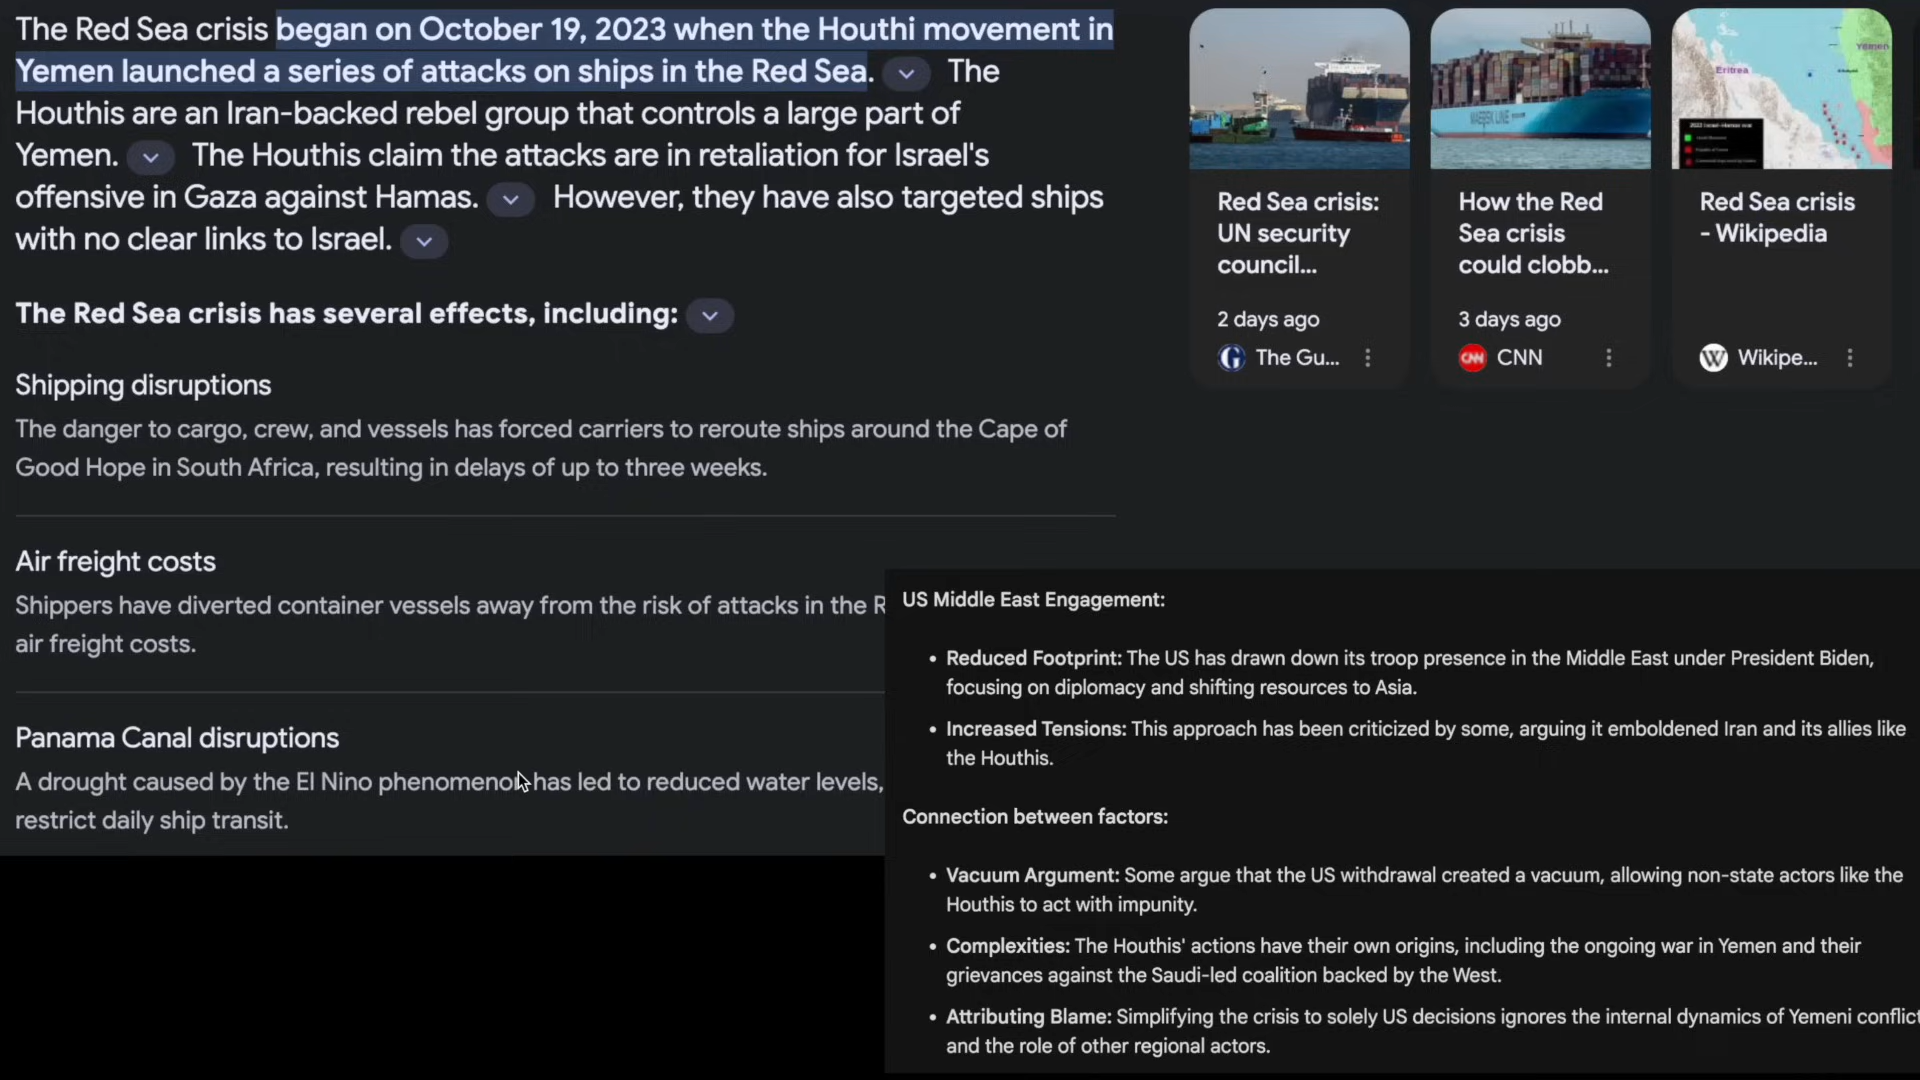 The Red Sea crisis began on October 19, 2023 when the Houthi movement in
Yemen launched a series of attacks on ships in the Red Sea. The
Houthis are an Iran-backed rebel group that controls a large part of
Yemen. The Houthis claim the attacks are in retaliation for Israel's
offensive in Gaza against Hamas. However, they have also targeted ships
with no clear links to Israel.
The Red Sea crisis has several effects, including:
Shipping disruptions
The danger to cargo, crew, and vessels has forced carriers to reroute ships around the Cape of
Good Hope in South Africa, resulting in delays of up to three weeks.
Air freight costs
Shippers have diverted container vessels away from the risk of attacks in the R
air freight costs.
Panama Canal disruptions
A drought caused by the El Nino phenomenon has led to reduced water levels,
restrict daily ship transit.
MAERSK LINE
Yemen
Eritrea
Red Sea crisis:
UN security
council...
2 days ago
The Gu...
How the Red
Sea crisis
could clobb...
3 days ago
CNN
CNN
Red Sea crisis
- Wikipedia
W
Wikipe...
US Middle East Engagement:
• Reduced Footprint: The US has drawn down its troop presence in the Middle East under President Biden,
focusing on diplomacy and shifting resources to Asia.
• Increased Tensions: This approach has been criticized by some, arguing it emboldened Iran and its allies like
the Houthis.
Connection between factors:
• Vacuum Argument: Some argue that the US withdrawal created a vacuum, allowing non-state actors like the
Houthis to act with impunity.
• Complexities: The Houthis' actions have their own origins, including the ongoing war in Yemen and their
grievances against the Saudi-led coalition backed by the West.
• Attributing Blame: Simplifying the crisis to solely US decisions ignores the internal dynamics of Yemeni conflict
and the role of other regional actors.